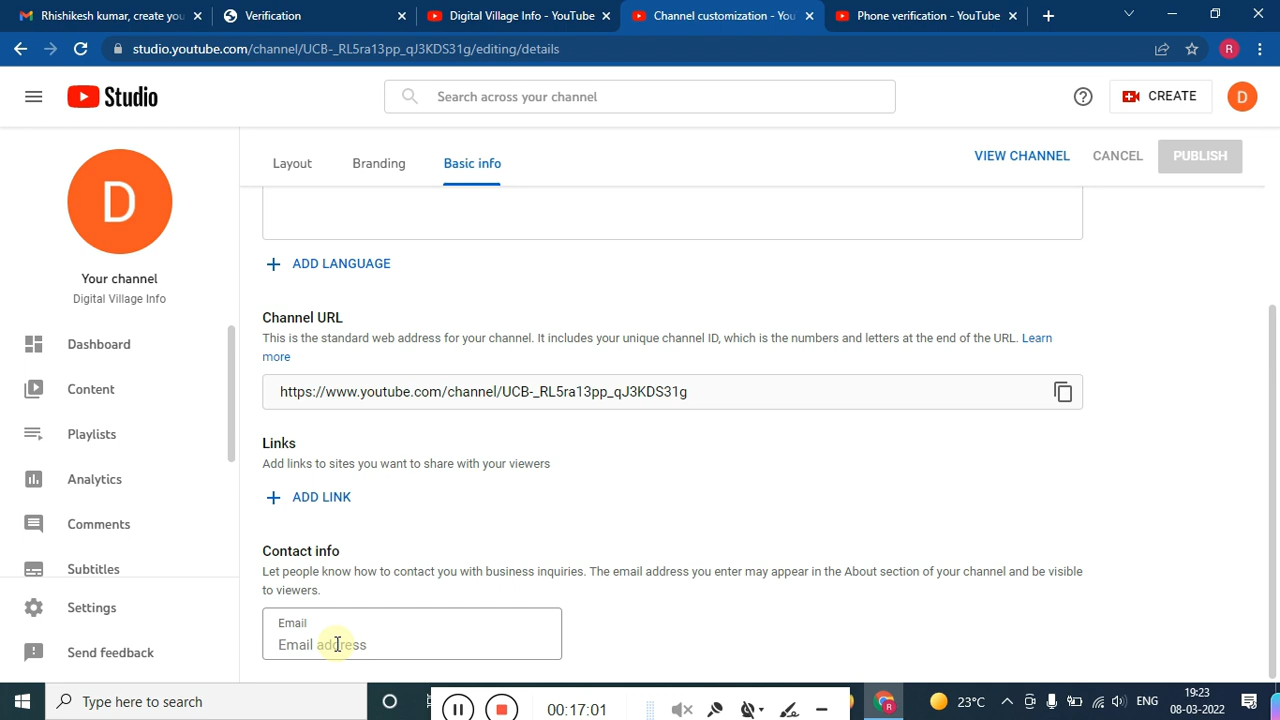 Rhishikesh kumar, create you
Verification
Digital Village Info - YouTube
Channel customization - You
Phone verification - YouTube
studio.youtube.com/channel/UCB-_RL5ra13pp_qJ3KDS31g/editing/details
R
Studio
Search across your channel
CREATE
D
Layout
Branding
Basic info
VIEW CHANNEL
CANCEL
PUBLISH
D
Your channel
Digital Village Info
Dashboard
Content
Playlists
Analytics
Comments
Subtitles
Settings
Send feedback
ADD LANGUAGE
Channel URL
This is the standard web address for your channel. It includes your unique channel ID, which is the numbers and letters at the end of the URL. Learn
more
https://www.youtube.com/channel/UCB-_RL5ra13pp_qJ3KDS31g
Links
Add links to sites you want to share with your viewers
ADD LINK
Contact info
Let people know how to contact you with business inquiries. The email address you enter may appear in the About section of your channel and be visible
to viewers.
Email
Email address
Type here to search
00:17:01
R
23°C
ENG
19:23
08-03-2022